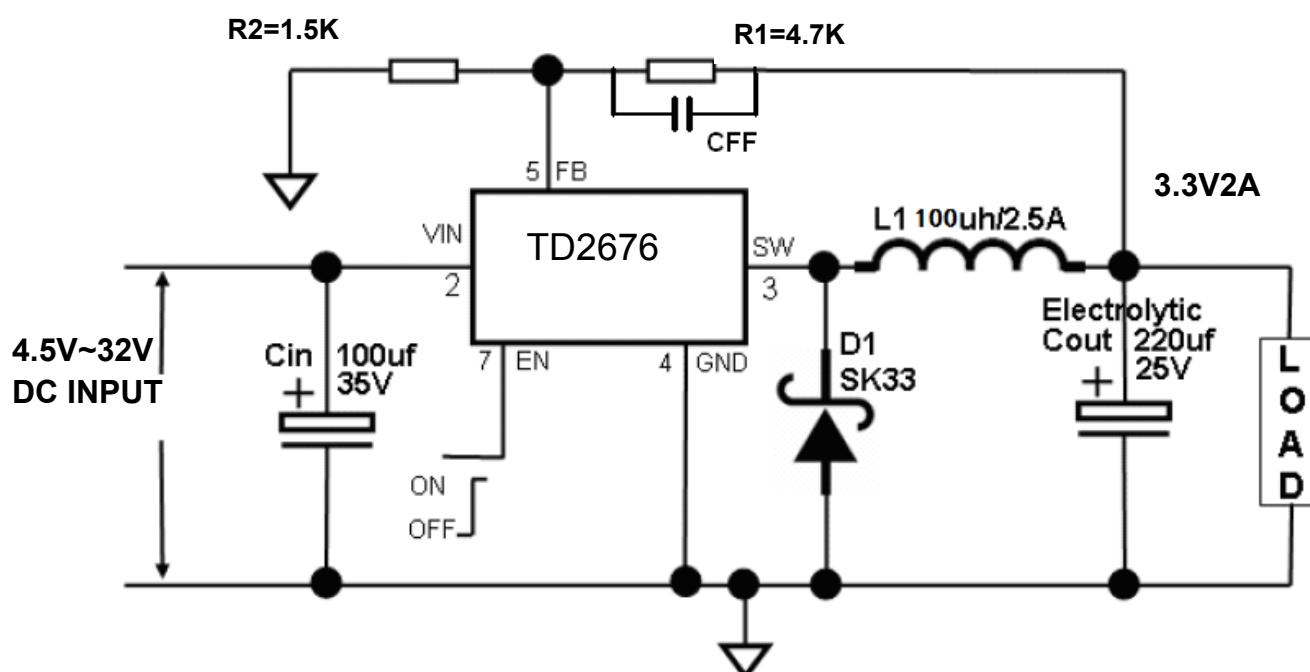 R2=1.5K
R1=4.7K
CFF
5 FB
3.3V2A
L1 100uh/2.5A
VIN
TD2676
SW
2
3
4.5V~32V
DC INPUT
Cin 100uf
35V
7 EN
4 GND
D1
SK33
Electrolytic
Cout 220uf
25V
LOAD
ON
OFF